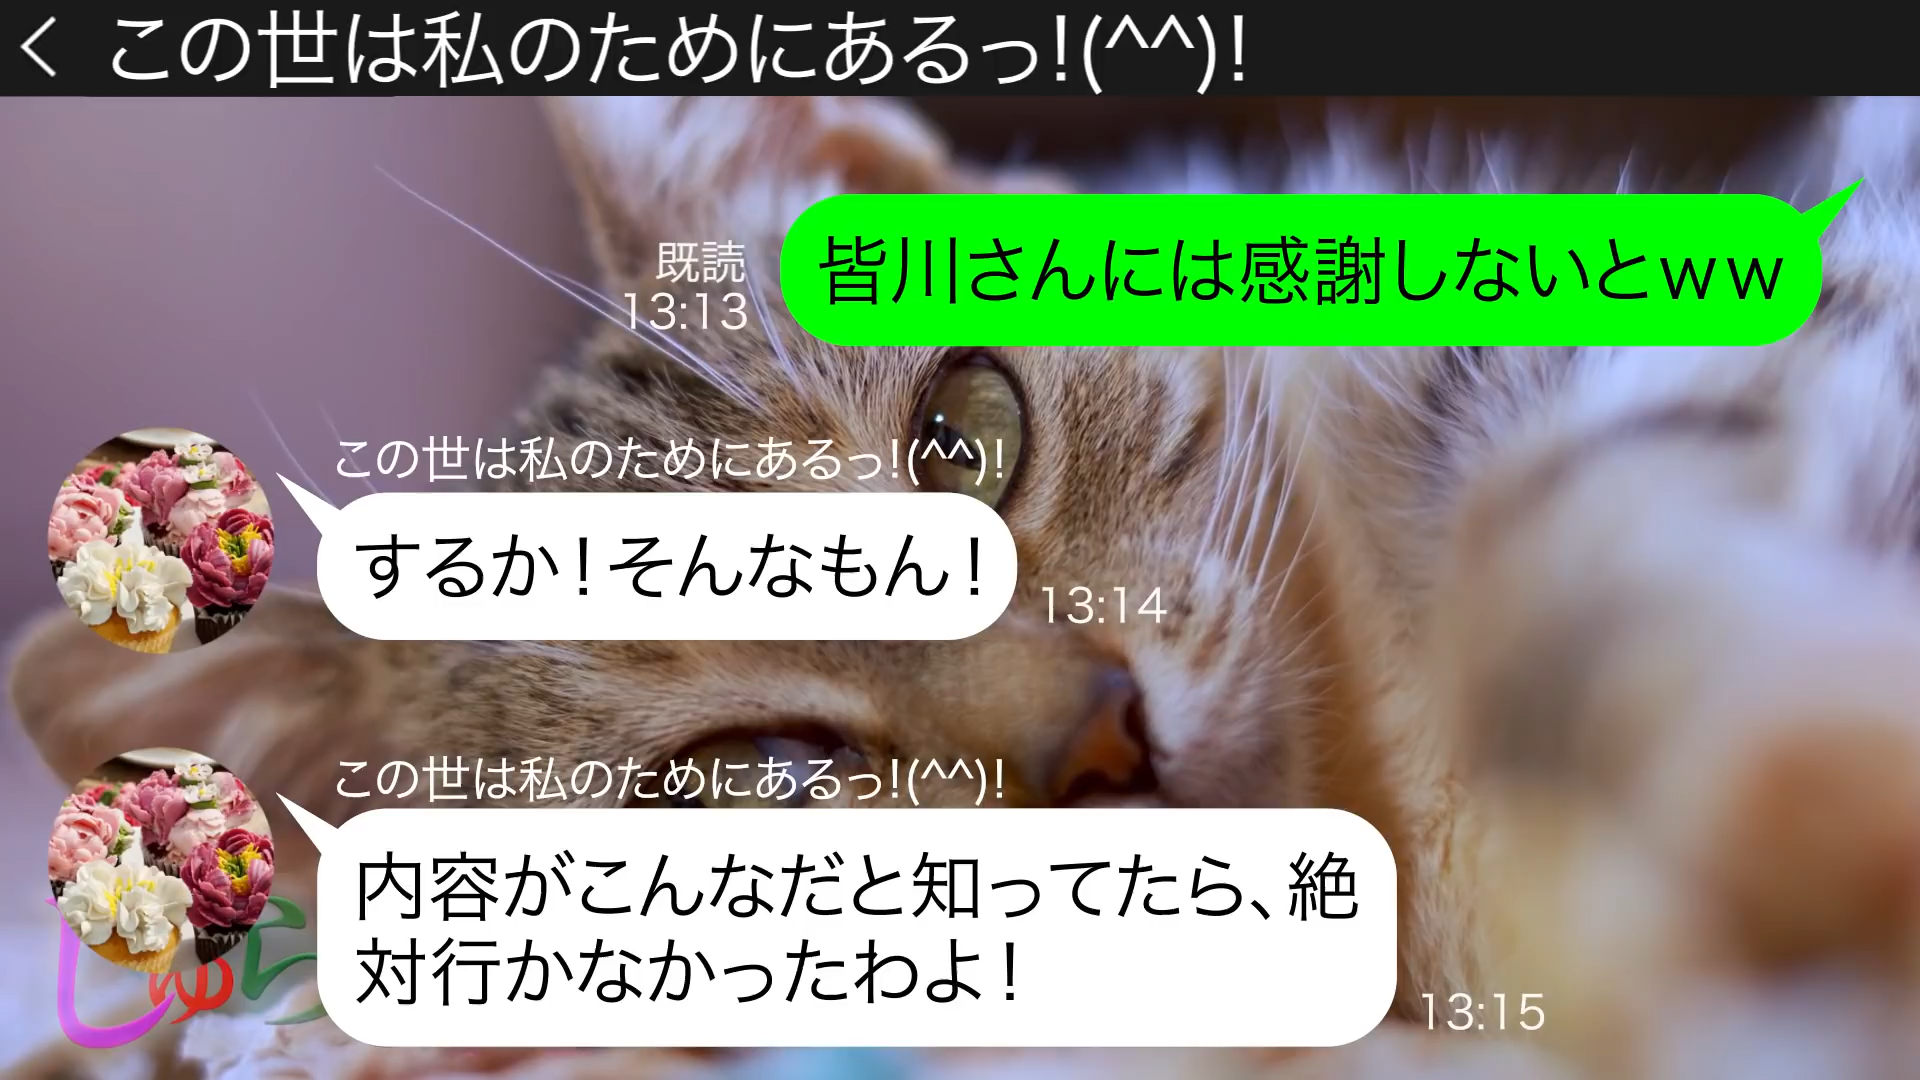 この世は私のためにあるっ!(^^)!
皆川さんには感謝しないとｗｗ
既読
13:13
この世は私のためにあるっ!(^^)!
するか！そんなもん！
13:14
この世は私のためにあるっ!(^^)!
内容がこんなだと知ってたら、絶
対行かなかったわよ！
13:15
しゅら